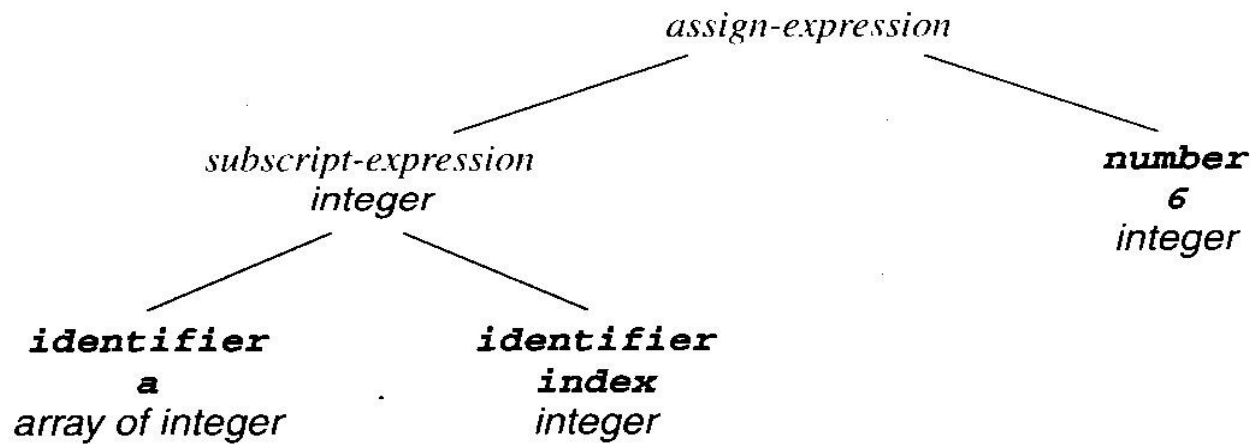 assign-expression
subscript-expression
integer
number
6
integer
identifier
a
array of integer
identifier
index
integer